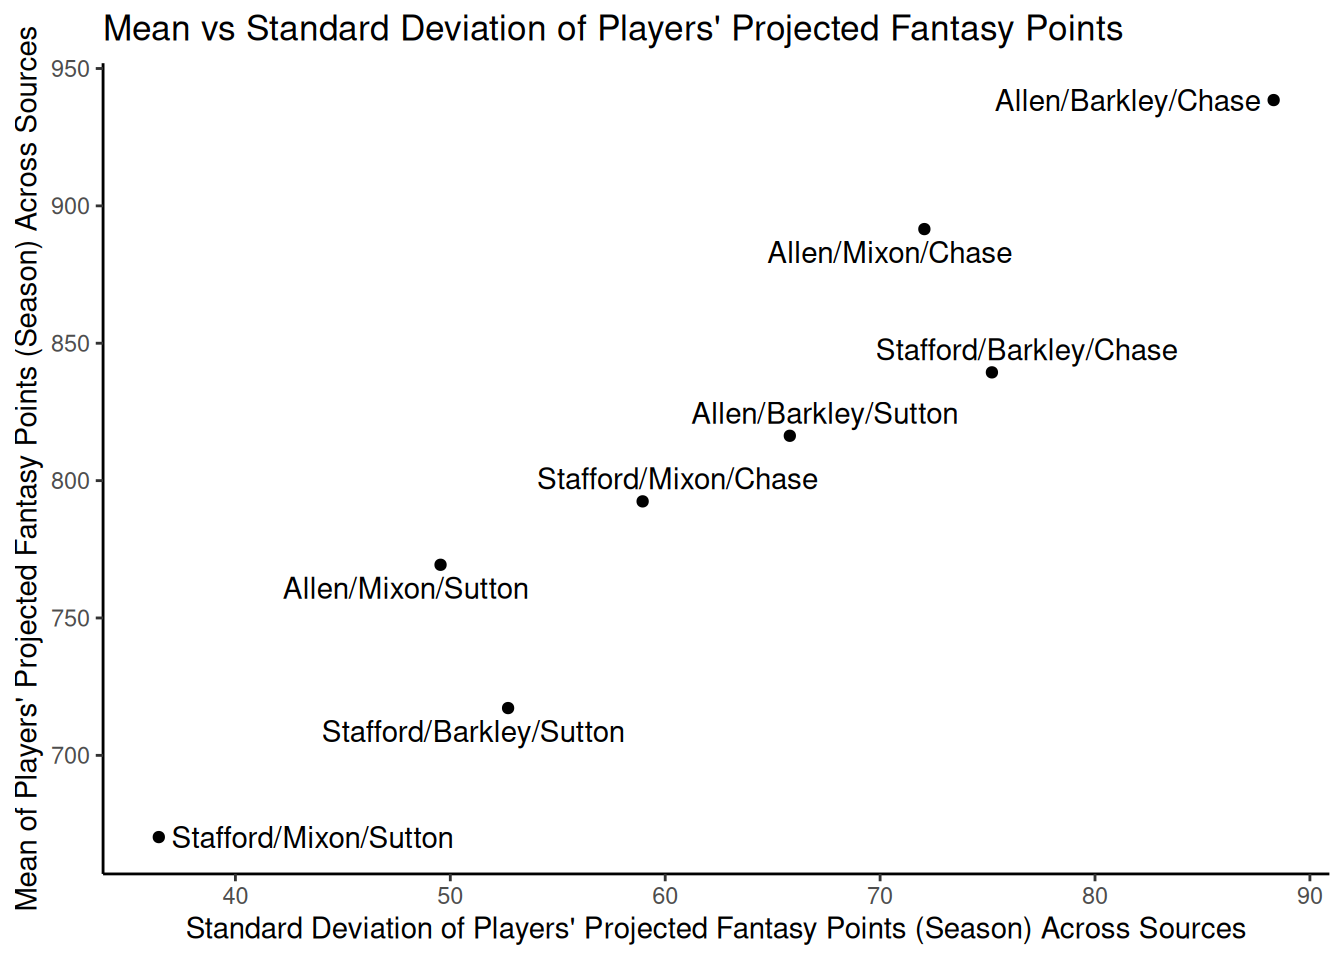 Mean vs Standard Deviation of Players' Projected Fantasy Points
Mean of Players' Projected Fantasy Points (Season) Across Sources
950
900
850
800
750
700
Allen/Barkley/Chase
Allen/Mixon/Chase
Stafford/Barkley/Chase
Allen/Barkley/Sutton
Stafford/Mixon/Chase
Allen/Mixon/Sutton
Stafford/Barkley/Sutton
Stafford/Mixon/Sutton
40 50 60 70 80 90
Standard Deviation of Players' Projected Fantasy Points (Season) Across Sources